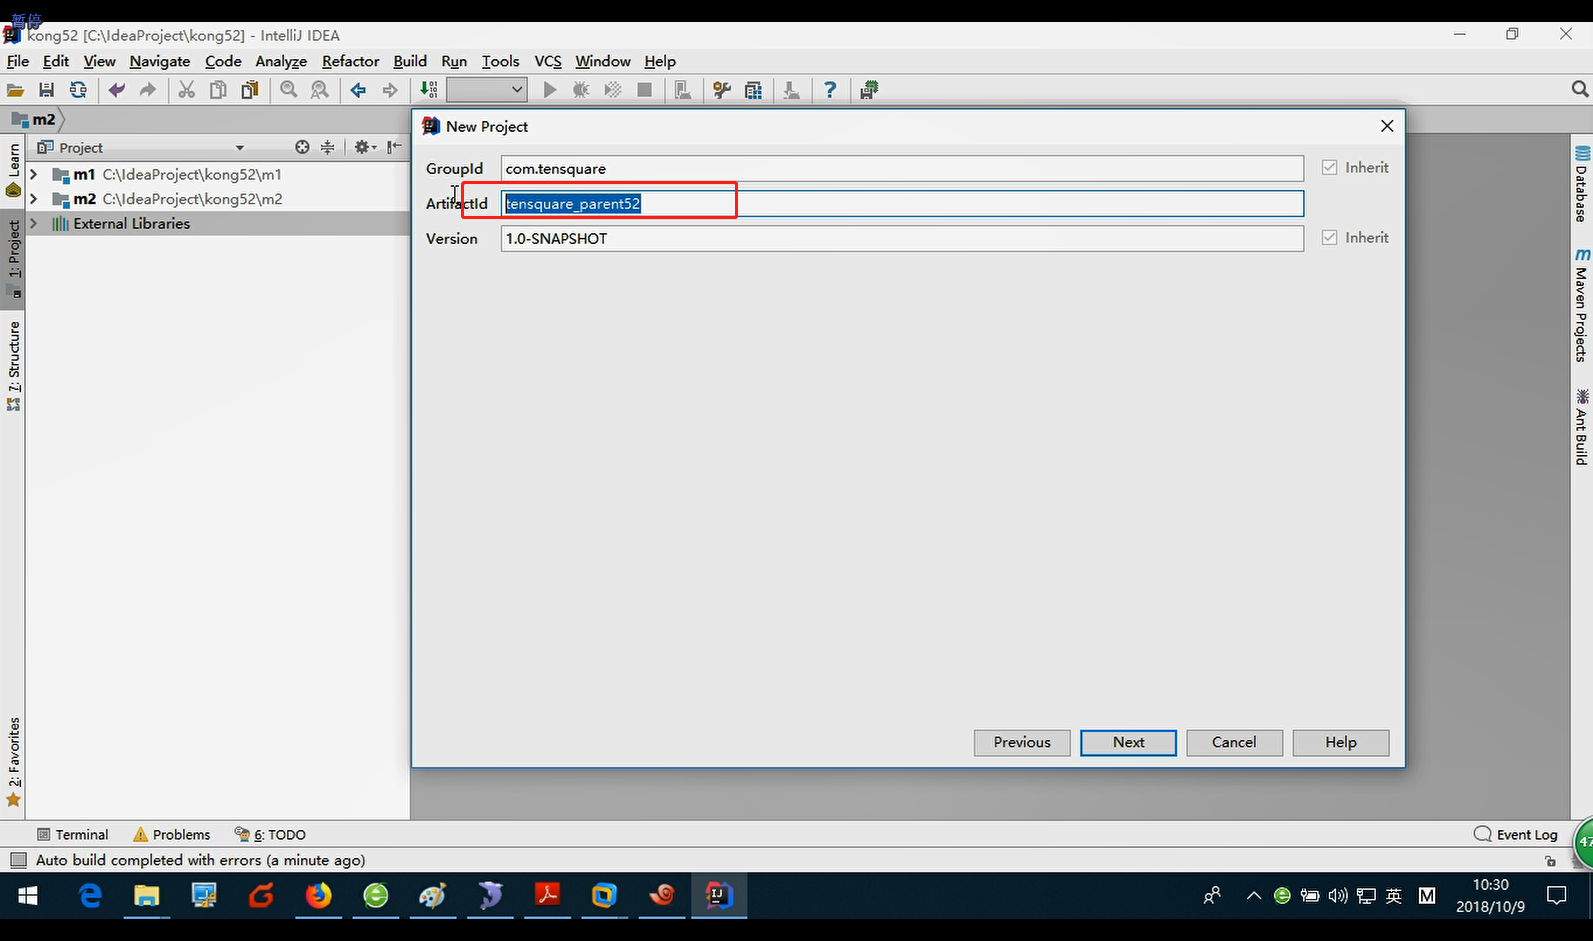 暂停
kong52 [C:\IdeaProject\kong52] - IntelliJ IDEA
File Edit View Navigate Code Analyze Refactor Build Run Tools VCS Window Help
m2
Learn
1: Project
7: Structure
2: Favorites
Project
m1 C:\IdeaProject\kong52\m1
m2 C:\IdeaProject\kong52\m2
External Libraries
New Project
GroupId com.tensquare Inherit
ArtifactId tensquare_parent52
Version 1.0-SNAPSHOT Inherit
Previous Next Cancel Help
Database
Maven Projects
Ant Build
Terminal Problems 6: TODO Event Log
47
Auto build completed with errors (a minute ago)
英 M
10:30
2018/10/9